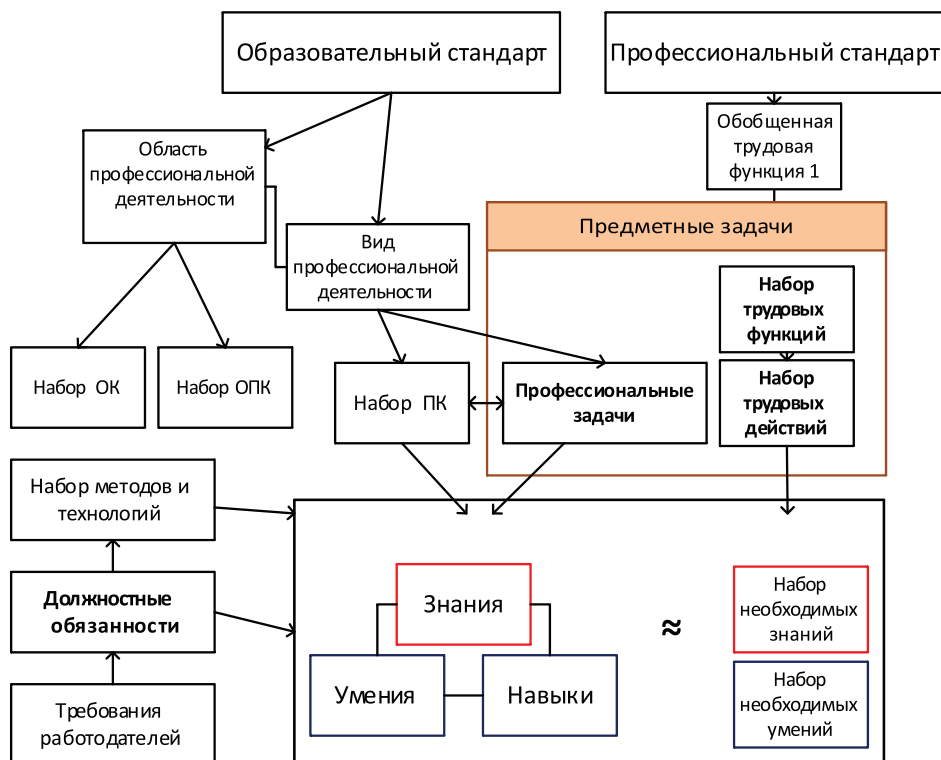 Образовательный стандарт
Профессиональный стандарт
Обобщенная
трудовая
функция 1
Область
профессиональной
деятельности
Вид
профессиональной
деятельности
Предметные задачи
Набор
трудовых
функций
Набор ОК
Набор ОПК
Набор ПК
Профессиональные
задачи
Набор
трудовых
действий
Набор методов и
технологий
Должностные
обязанности
Требования
работодателей
Знания
Умения
Навыки
≈
Набор
необходимых
знаний
Набор
необходимых
умений